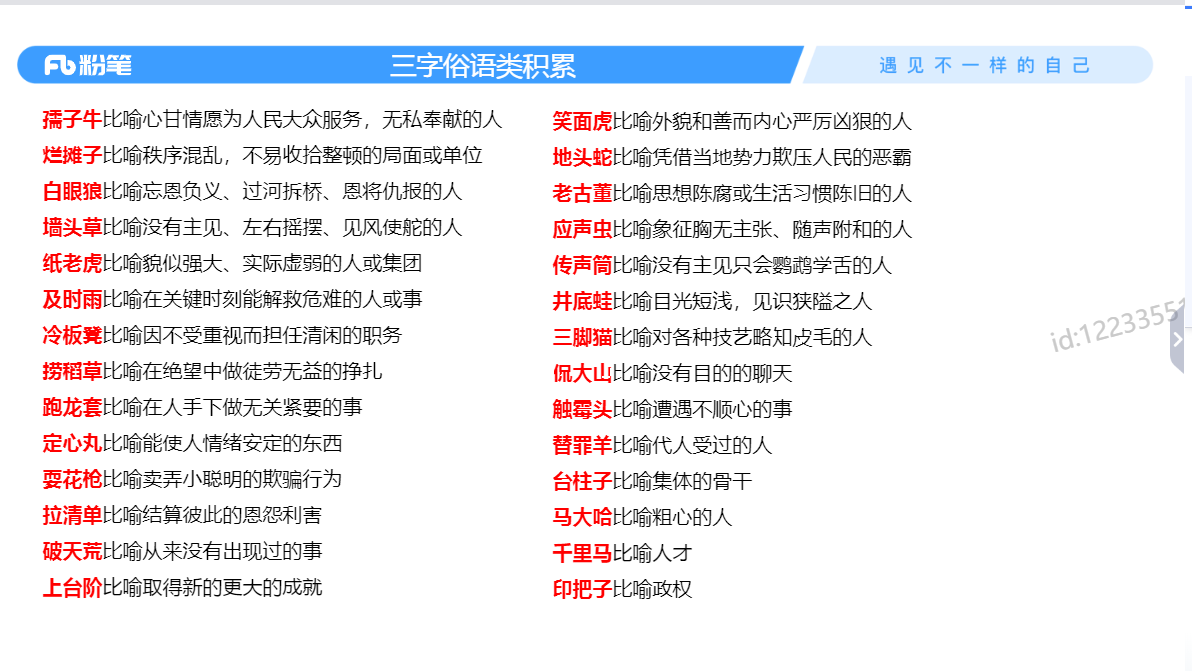 粉笔
三字俗语类积累
遇见不一样的自己
孺子牛比喻心甘情愿为人民大众服务，无私奉献的人
烂摊子比喻秩序混乱，不易收拾整顿的局面或单位
白眼狼比喻忘恩负义、过河拆桥、恩将仇报的人
墙头草比喻没有主见、左右摇摆、见风使舵的人
纸老虎比喻貌似强大、实际虚弱的人或集团
及时雨比喻在关键时刻能解救危难的人或事
冷板凳比喻因不受重视而担任清闲的职务
捞稻草比喻在绝望中做徒劳无益的挣扎
跑龙套比喻在人手下做无关紧要的事
定心丸比喻能使人情绪安定的东西
耍花枪比喻卖弄小聪明的欺骗行为
拉清单比喻结算彼此的恩怨利害
破天荒比喻从来没有出现过的事
上台阶比喻取得新的更大的成就
笑面虎比喻外貌和善而内心严厉凶狠的人
地头蛇比喻凭借当地势力欺压人民的恶霸
老古董比喻思想陈腐或生活习惯陈旧的人
应声虫比喻象征胸无主张、随声附和的人
传声筒比喻没有主见只会鹦鹉学舌的人
井底蛙比喻目光短浅，见识狭隘之人
三脚猫比喻对各种技艺略知皮毛的人
侃大山比喻没有目的的聊天
触霉头比喻遭遇不顺心的事
替罪羊比喻代人受过的人
台柱子比喻集体的骨干
马大哈比喻粗心的人
千里马比喻人才
印把子比喻政权
id:12233551